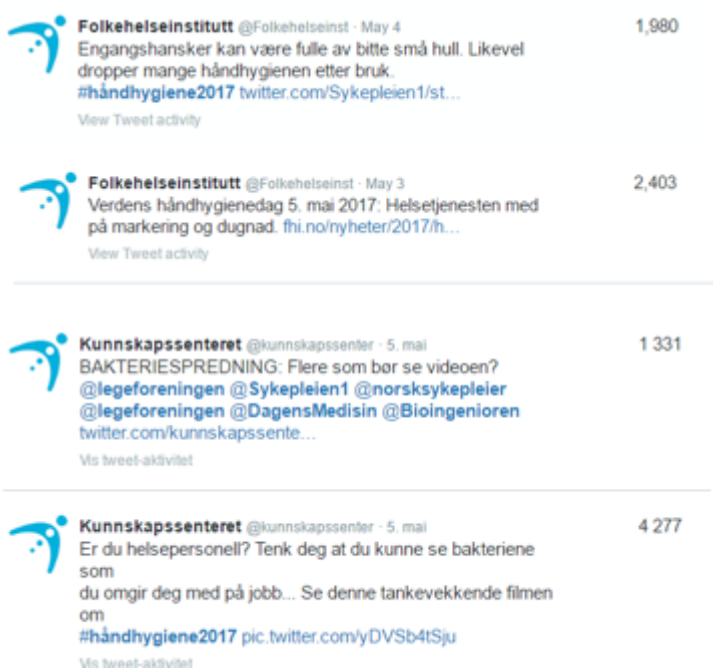 Folkehelseinstitutt @Folkehelseinst · May 4 1,980
Engangshansker kan være fulle av bitte små hull. Likevel
dropper mange håndhygienen etter bruk.
#håndhygiene2017 twitter.com/Sykepleien1/st...
View Tweet activity
Folkehelseinstitutt @Folkehelseinst · May 3 2,403
Verdens håndhygienedag 5. mai 2017: Helsetjenesten med
på markering og dugnad. fhi.no/nyheter/2017/h...
View Tweet activity
Kunnskapssenteret @kunnskapssenter · 5. mai 1 331
BAKTERIESPREDNING: Flere som bør se videoen?
@legeforeningen @Sykepleien1 @norsksykepleier
@legeforeningen @DagensMedisin @Bioingenioren
twitter.com/kunnskapssente...
Vis tweet-aktivitet
Kunnskapssenteret @kunnskapssenter · 5. mai 4 277
Er du helsepersonell? Tenk deg at du kunne se bakteriene
som
du omgir deg med på jobb... Se denne tankevekkende filmen
om
#håndhygiene2017 pic.twitter.com/yDVSb4tSju
Vis tweet-aktivitet